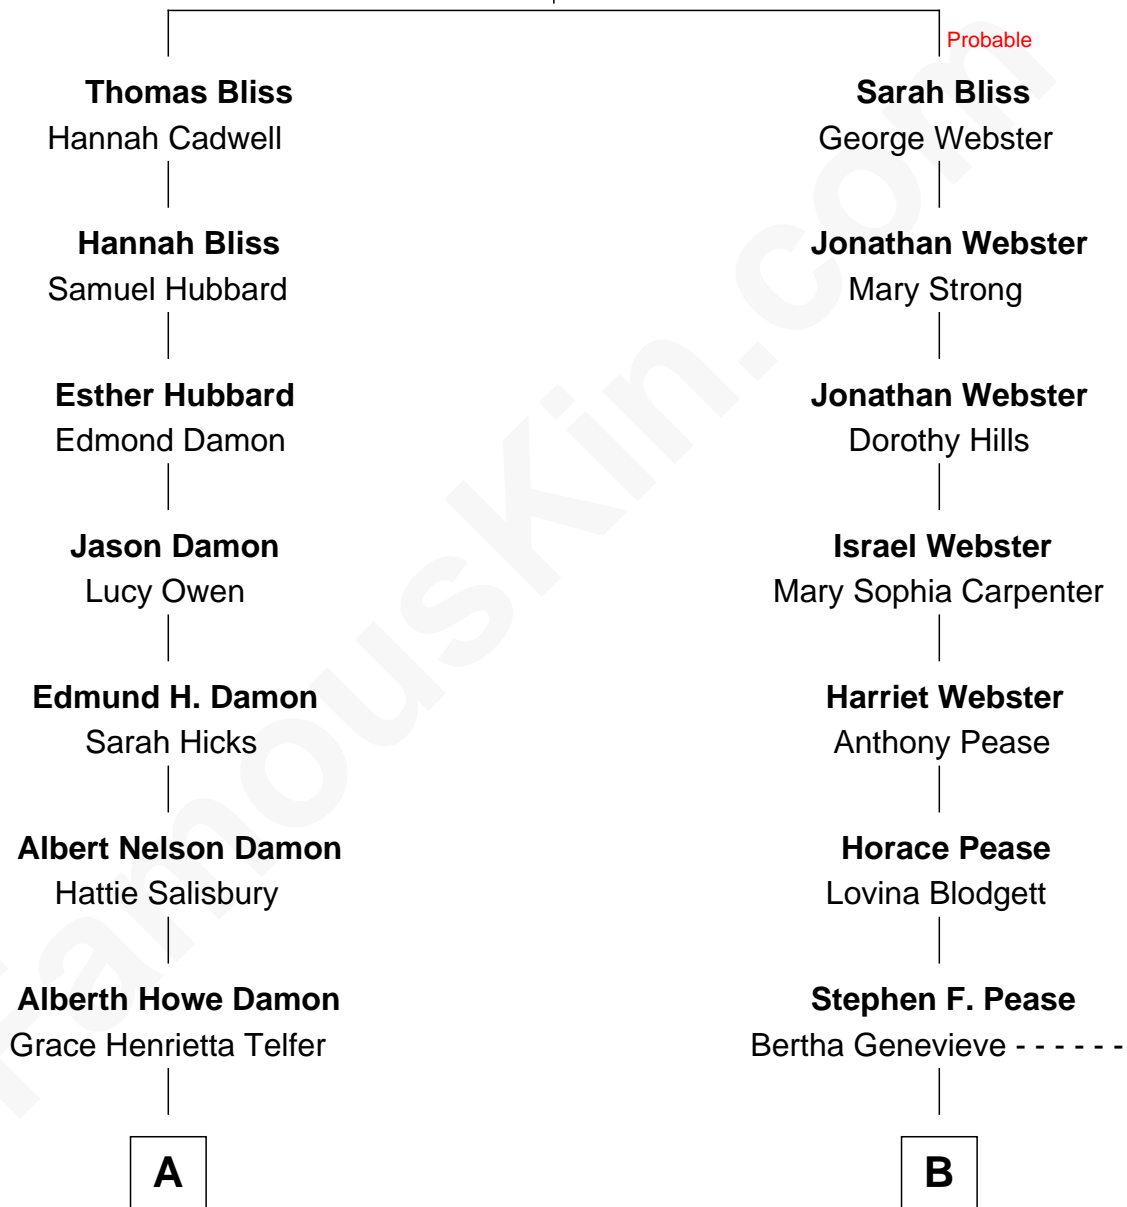 Probable
Thomas Bliss
Hannah Cadwell
Hannah Bliss
Samuel Hubbard
Esther Hubbard
Edmond Damon
Jason Damon
Lucy Owen
Edmund H. Damon
Sarah Hicks
Albert Nelson Damon
Hattie Salisbury
Alberth Howe Damon
Grace Henrietta Telfer
A
Sarah Bliss
George Webster
Jonathan Webster
Mary Strong
Jonathan Webster
Dorothy Hills
Israel Webster
Mary Sophia Carpenter
Harriet Webster
Anthony Pease
Horace Pease
Lovina Blodgett
Stephen F. Pease
Bertha Genevieve - - - - - -
B
FamousKin.com